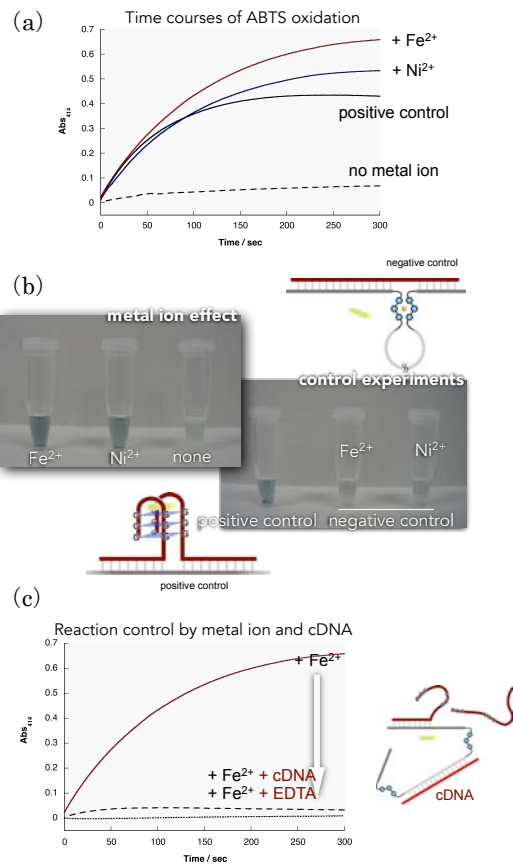 (a)
Time courses of ABTS oxidation
0.7
0.6
0.5
0.4
0.3
0.2
0.1
0
Abs₄₁₄
+ Fe²⁺
+ Ni²⁺
positive control
no metal ion
0 50 100 150 200 250 300
Time / sec
(b)
negative control
metal ion effect
Fe²⁺ Ni²⁺ none
control experiments
Fe²⁺ Ni²⁺
positive control negative control
positive control
(c)
Reaction control by metal ion and cDNA
0.7
0.6
0.5
0.4
0.3
0.2
0.1
0
Abs₄₁₄
+ Fe²⁺
+ Fe²⁺ + cDNA
+ Fe²⁺ + EDTA
cDNA
0 50 100 150 200 250 300
Time / sec